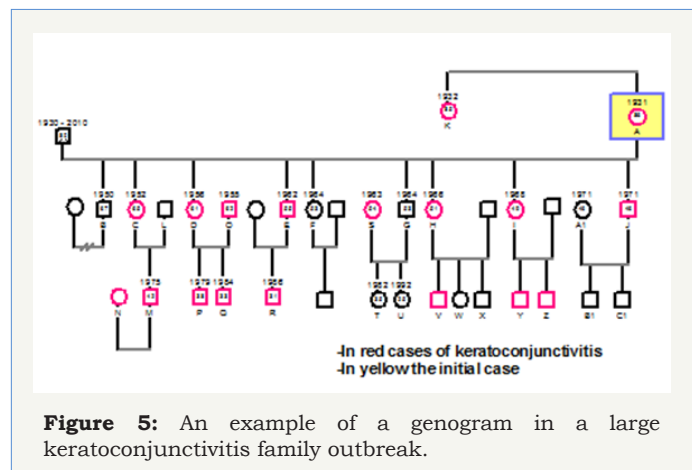 1932 1931
K A
1930 - 2010
1950 1952 1956 1955 1962 1964 1963 1964 1966 1968 1971 1971
B C L D O E F S G H I A1 J
1975 1979 1984 1986 1982 1992
N M P Q R T U V W X Y Z B1 C1
-In red cases of keratoconjunctivitis
-In yellow the initial case
Figure 5: An example of a genogram in a large
keratoconjunctivitis family outbreak.